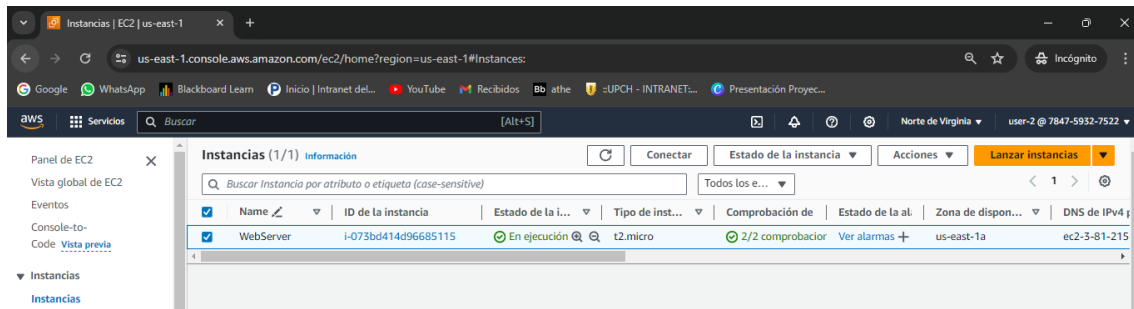 Instancias | EC2 | us-east-1
us-east-1.console.aws.amazon.com/ec2/home?region=us-east-1#Instances:
Incógnito
Google WhatsApp Blackboard Learn Inicio | Intranet del... YouTube Recibidos Bb athe ::UPCH - INTRANET:... Presentación Proyec...
aws Servicios Buscar [Alt+S] Norte de Virginia user-2 @ 7847-5932-7522
Panel de EC2
Vista global de EC2
Eventos
Console-to-
Code Vista previa
Instancias
Instancias
Instancias (1/1) Información Conectar Estado de la instancia Acciones Lanzar instancias
Buscar Instancia por atributo o etiqueta (case-sensitive) Todos los e... 1
Name ID de la instancia Estado de la i... Tipo de inst... Comprobación de Estado de la al Zona de dispon... DNS de IPv4 p
WebServer i-073bd414d96685115 En ejecución t2.micro 2/2 comprobacior Ver alarmas + us-east-1a ec2-3-81-215